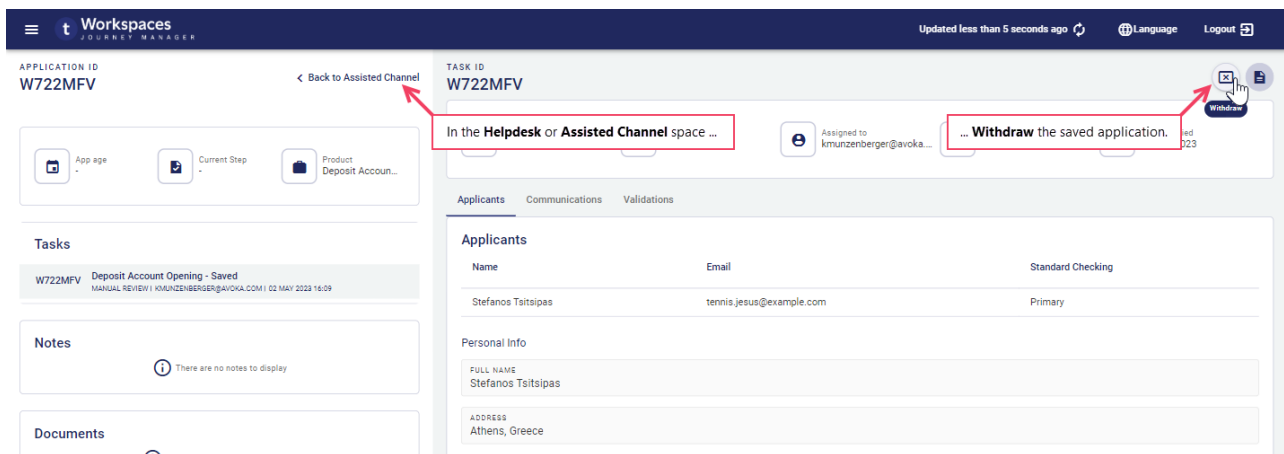 t Workspaces
JOURNEY MANAGER
Updated less than 5 seconds ago
Language
Logout
APPLICATION ID
W722MFV
Back to Assisted Channel
App age
-
Current Step
-
Product
Deposit Accoun...
Tasks
W722MFV
Deposit Account Opening - Saved
MANUAL REVIEW | KMUNZENBERGER@AVOKA.COM | 02 MAY 2023 16:09
Notes
There are no notes to display
Documents
TASK ID
W722MFV
Withdraw
In the Helpdesk or Assisted Channel space ...
Assigned to
kmunzenberger@avoka....
... Withdraw the saved application.
Applicants
Communications
Validations
Applicants
Name
Email
Standard Checking
Stefanos Tsitsipas
tennis.jesus@example.com
Primary
Personal Info
FULL NAME
Stefanos Tsitsipas
ADDRESS
Athens, Greece